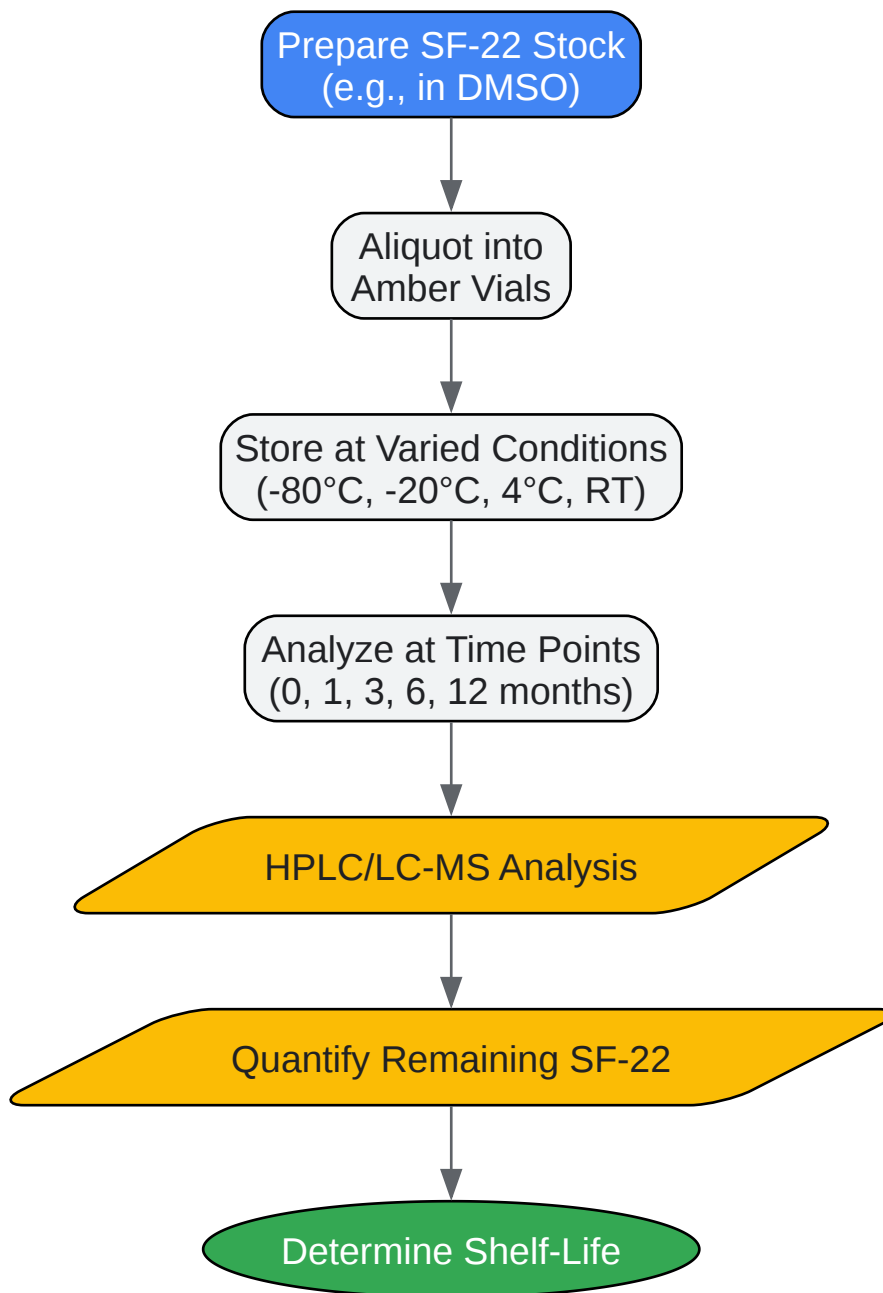 Prepare SF-22 Stock
(e.g., in DMSO)
Aliquot into
Amber Vials
Store at Varied Conditions
(-80°C, -20°C, 4°C, RT)
Analyze at Time Points
(0, 1, 3, 6, 12 months)
HPLC/LC-MS Analysis
Quantify Remaining SF-22
Determine Shelf-Life